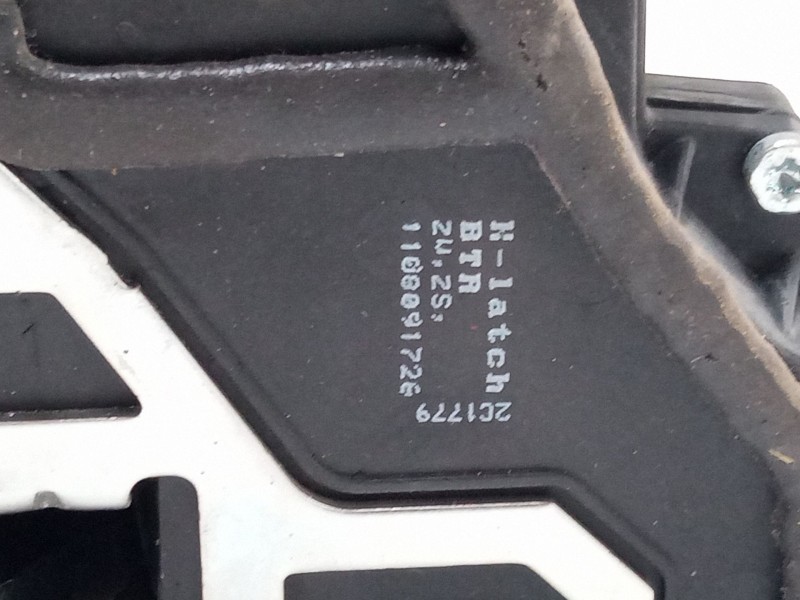 H-latch
BTR
2W,2S,
1108091726
2C1779